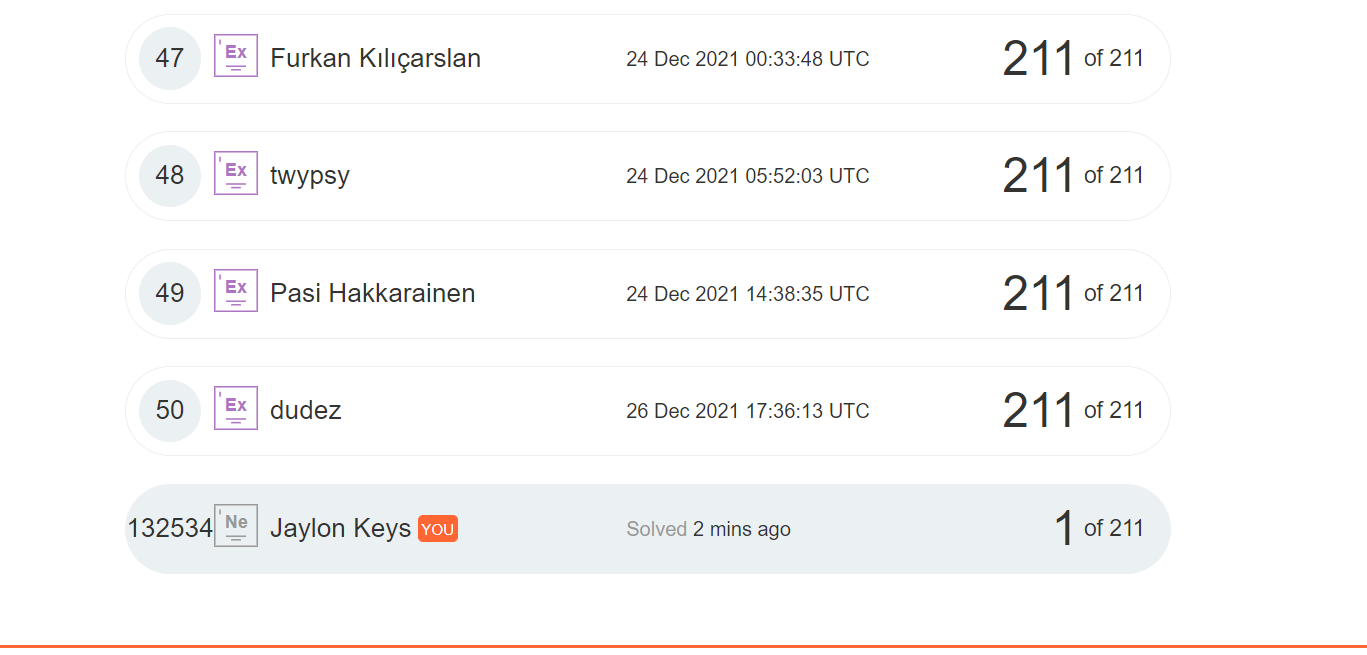 47 Ex Furkan Kılıçarslan 24 Dec 2021 00:33:48 UTC 211 of 211
48 Ex twypsy 24 Dec 2021 05:52:03 UTC 211 of 211
49 Ex Pasi Hakkarainen 24 Dec 2021 14:38:35 UTC 211 of 211
50 Ex dudez 26 Dec 2021 17:36:13 UTC 211 of 211
132534 Ne Jaylon Keys YOU Solved 2 mins ago 1 of 211